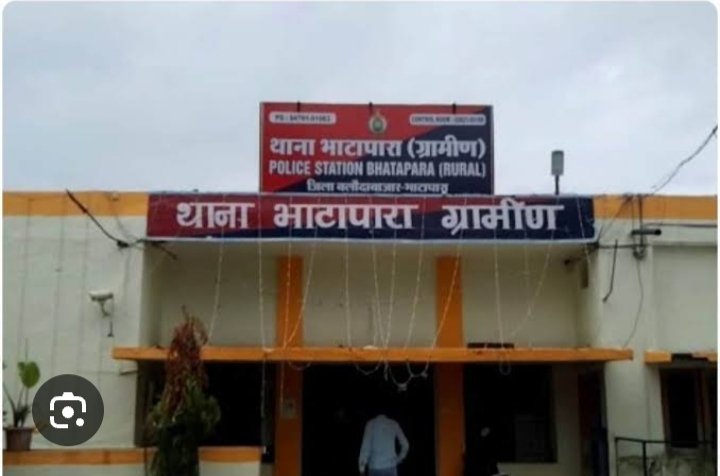 थाना भाटापारा (ग्रामीण)
POLICE STATION BHATAPARA (RURAL)
जिला बलौदाबाजार-भाटापारा
थाना भाटापारा ग्रामीण